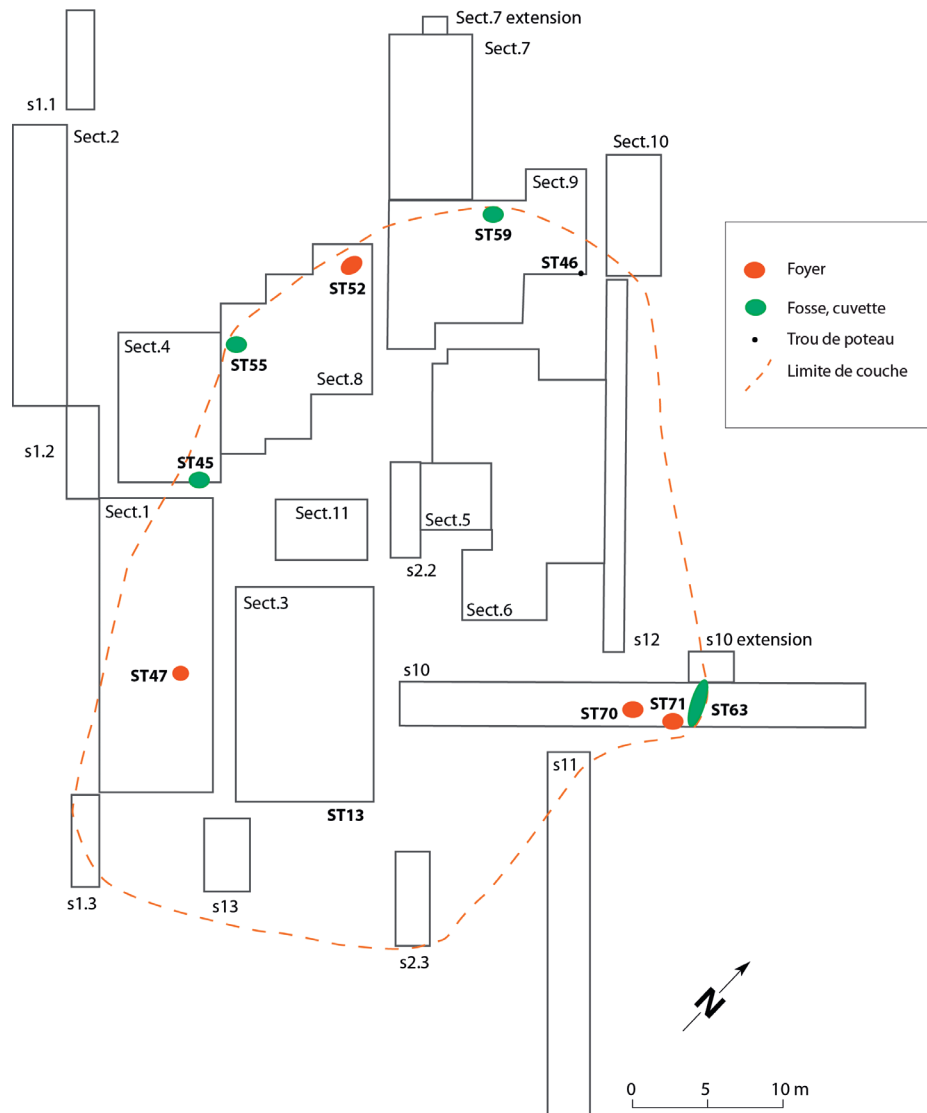 Sect.7 extension
Sect.7
s1.1
Sect.2
Sect.10
Sect.9
ST59
ST46
ST52
Foyer
Fosse, cuvette
Trou de poteau
Limite de couche
Sect.4
ST55
Sect.8
s1.2
ST45
Sect.1
Sect.11
Sect.5
s2.2
Sect.3
Sect.6
s12
s10 extension
s10
ST47
ST70
ST71
ST63
s11
ST13
s1.3
s13
s2.3
N
0 5 10 m